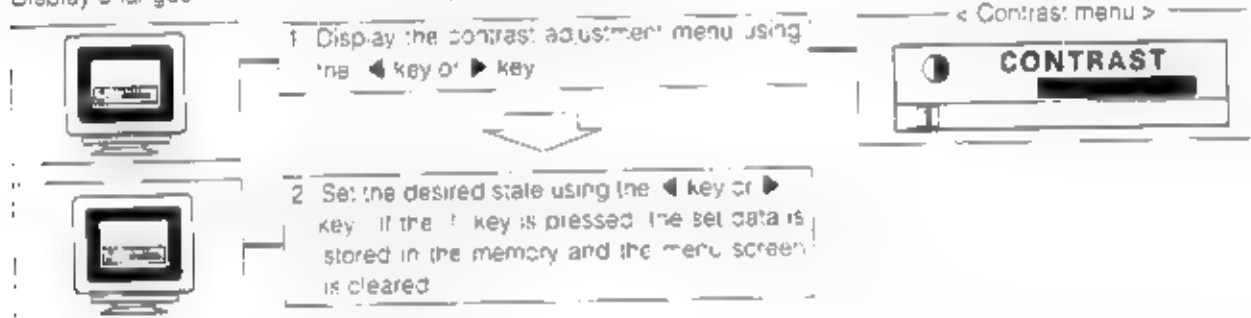 Display
< Contrast menu >
1 Display the contrast adjustment menu using
the ◀ key or ▶ key
CONTRAST
2 Set the desired state using the ◀ key or ▶
key If the key is pressed the set data is
stored in the memory and the menu screen
is cleared